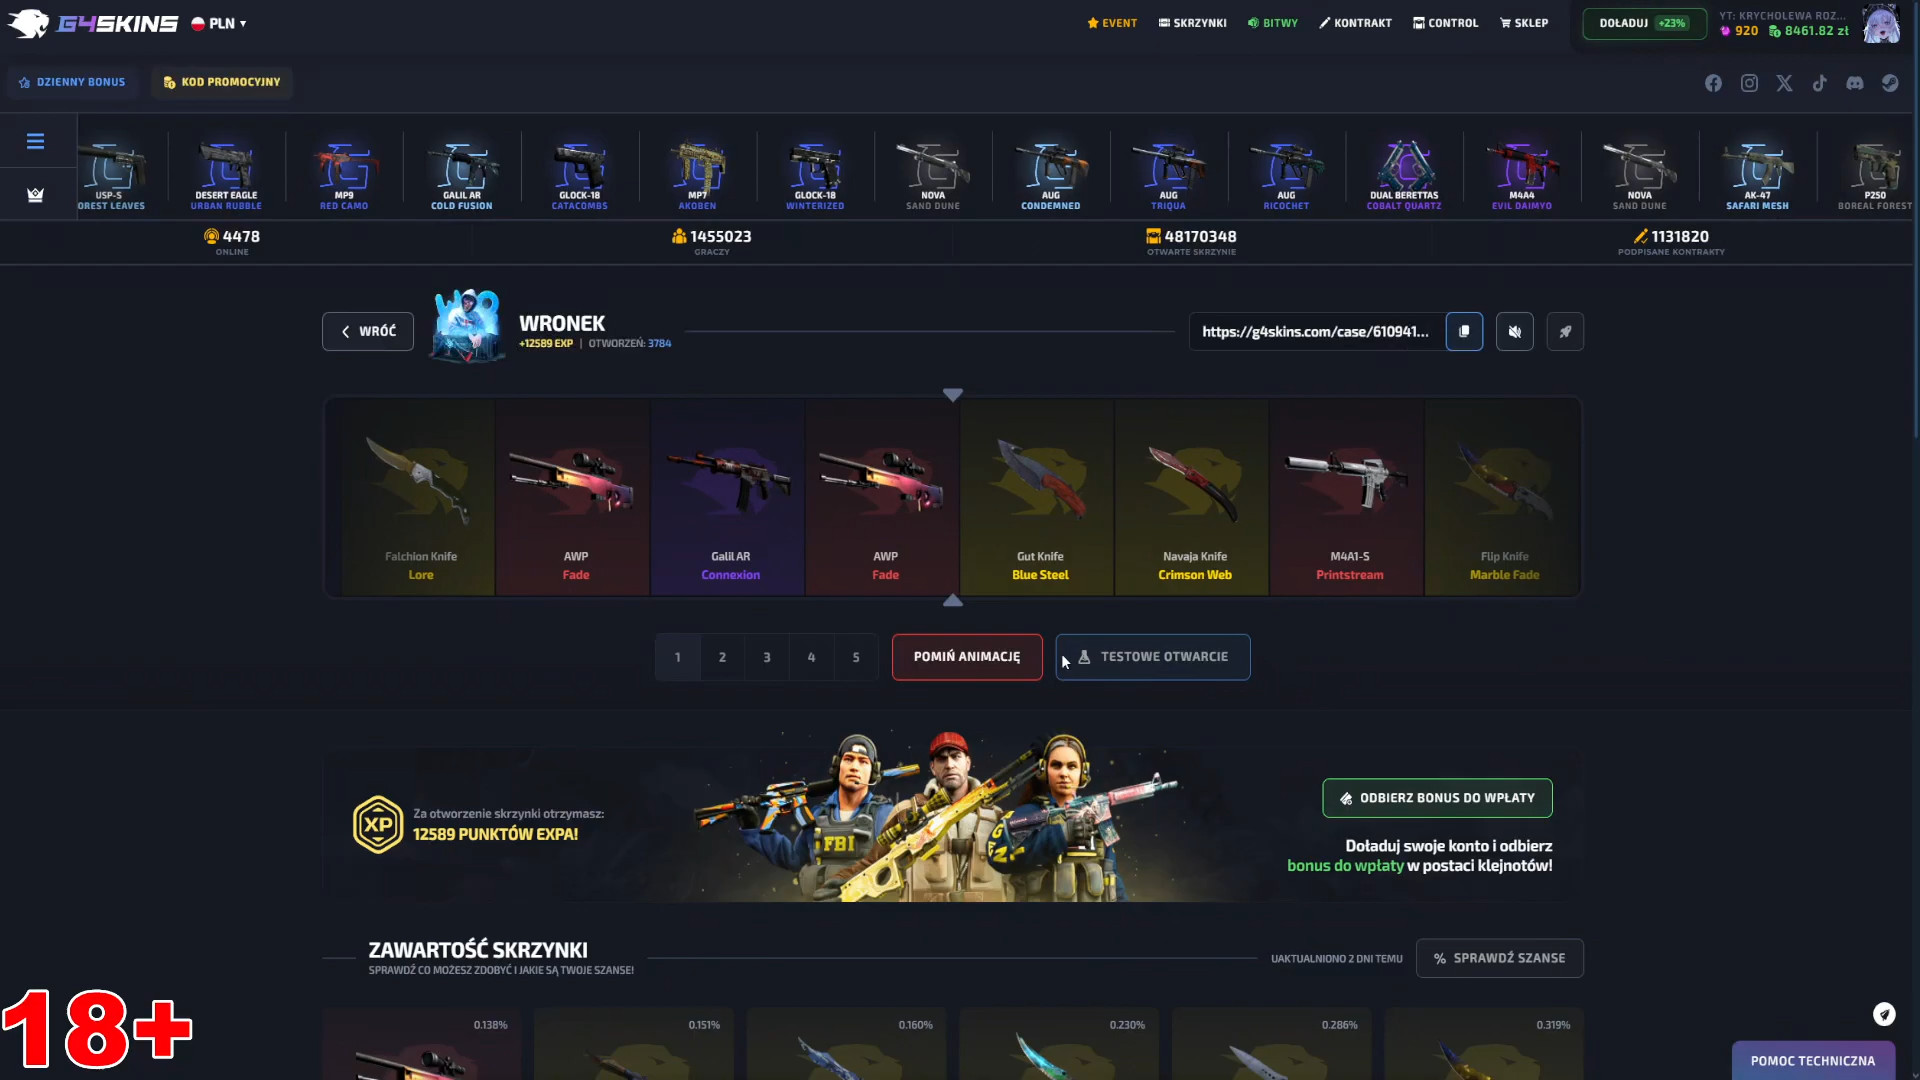 G4SKINS
PLN
EVENT
SKRZYNKI
BITWY
KONTRAKT
CONTROL
SKLEP
DOŁADUJ +23%
YT: KRYCHOLEWA ROZ...
920 8461.82 zł
DZIENNY BONUS
KOD PROMOCYJNY
USP-S
OREST LEAVES
DESERT EAGLE
URBAN RUBBLE
MP9
RED CAMO
GALIL AR
COLD FUSION
GLOCK-18
CATACOMBS
MP7
AKOBEN
GLOCK-18
WINTERIZED
NOVA
SAND DUNE
AUG
CONDEMNED
AUG
TRIQUA
AUG
RICOCHET
DUAL BERETTAS
COBALT QUARTZ
M4A4
EVIL DAIMYO
NOVA
SAND DUNE
AK-47
SAFARI MESH
P250
BOREAL FOREST
4478
ONLINE
1455023
GRACZY
48170348
OTWARTE SKRZYNIE
1131820
PODPISANE KONTRAKTY
WRÓĆ
WRONEK
+12589 EXP | OTWORZEŃ: 3784
https://g4skins.com/case/610941...
Falchion Knife
Lore
AWP
Fade
Galil AR
Connexion
AWP
Fade
Gut Knife
Blue Steel
Navaja Knife
Crimson Web
M4A1-S
Printstream
Flip Knife
Marble Fade
1 2 3 4 5
POMIŃ ANIMACJĘ
TESTOWE OTWARCIE
XP
Za otworzenie skrzynki otrzymasz:
12589 PUNKTÓW EXPA!
FBI
ODBIERZ BONUS DO WPŁATY
Doładuj swoje konto i odbierz
bonus do wpłaty w postaci klejnotów!
ZAWARTOŚĆ SKRZYNKI
SPRAWDŹ CO MOŻESZ ZDOBYĆ I JAKIE SĄ TWOJE SZANSE!
UAKTUALNIONO 2 DNI TEMU
% SPRAWDŹ SZANSE
0.138%
0.151%
0.160%
0.230%
0.286%
0.319%
18+
POMOC TECHNICZNA